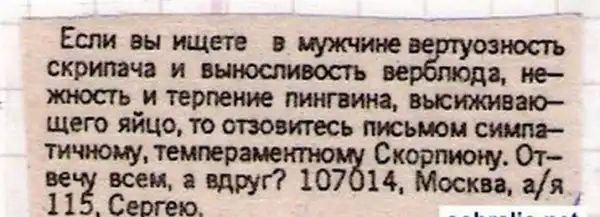 Если вы ищете в мужчине вертуозность
скрипача и выносливость верблюда, не-
жность и терпение пингвина, высиживаю-
щего яйцо, то отзовитесь письмом симпа-
тичному, темпераментному Скорпиону. От-
вечу всем, а вдруг? 107014, Москва, а/я
115, Сергею.